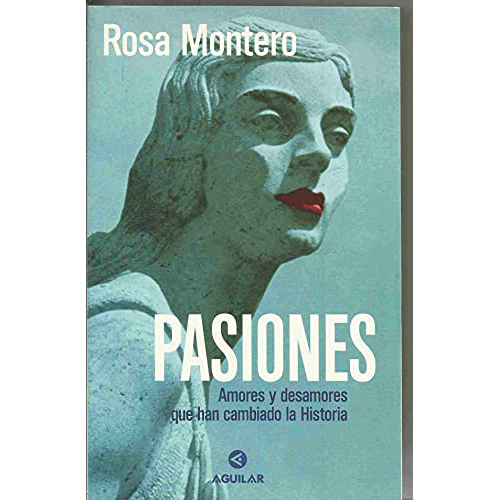 Rosa Montero
PASIONES
Amores y desamores
que han cambiado la Historia
AGUILAR